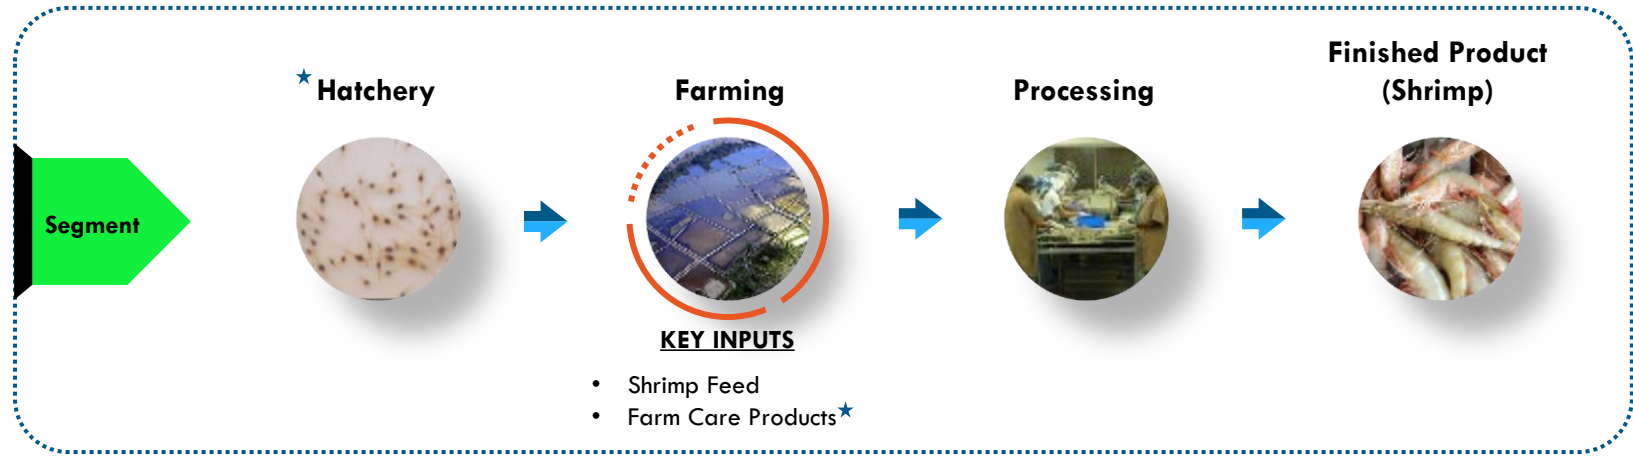 Finished Product
(Shrimp)
★Hatchery
Farming
Processing
Segment
KEY INPUTS
• Shrimp Feed
• Farm Care Products★